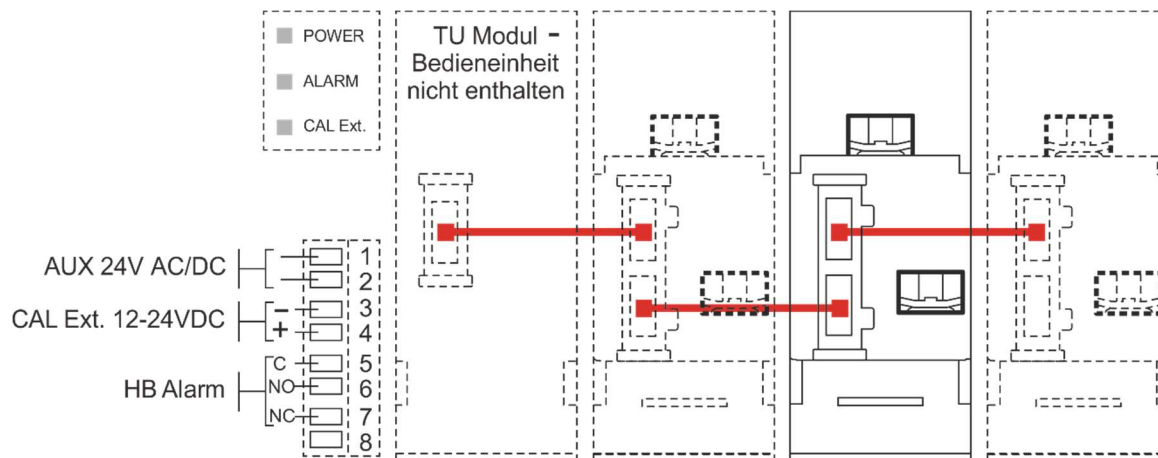 POWER
ALARM
CAL Ext.
TU Modul -
Bedieneinheit
nicht enthalten
AUX 24V AC/DC
1
2
CAL Ext. 12-24VDC
- 3
+ 4
HB Alarm
C 5
NO 6
NC 7
8